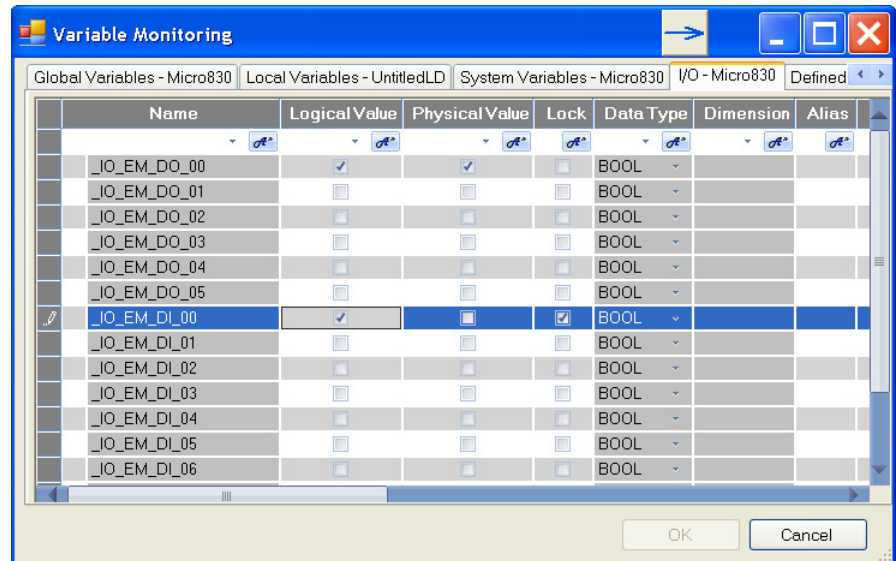 Variable Monitoring
Global Variables - Micro830 Local Variables - UntitledLD System Variables - Micro830 I/O - Micro830 Defined
Name Logical Value Physical Value Lock Data Type Dimension Alias
_IO_EM_DO_00 BOOL
_IO_EM_DO_01 BOOL
_IO_EM_DO_02 BOOL
_IO_EM_DO_03 BOOL
_IO_EM_DO_04 BOOL
_IO_EM_DO_05 BOOL
_IO_EM_DI_00 BOOL
_IO_EM_DI_01 BOOL
_IO_EM_DI_02 BOOL
_IO_EM_DI_03 BOOL
_IO_EM_DI_04 BOOL
_IO_EM_DI_05 BOOL
_IO_EM_DI_06 BOOL
OK Cancel